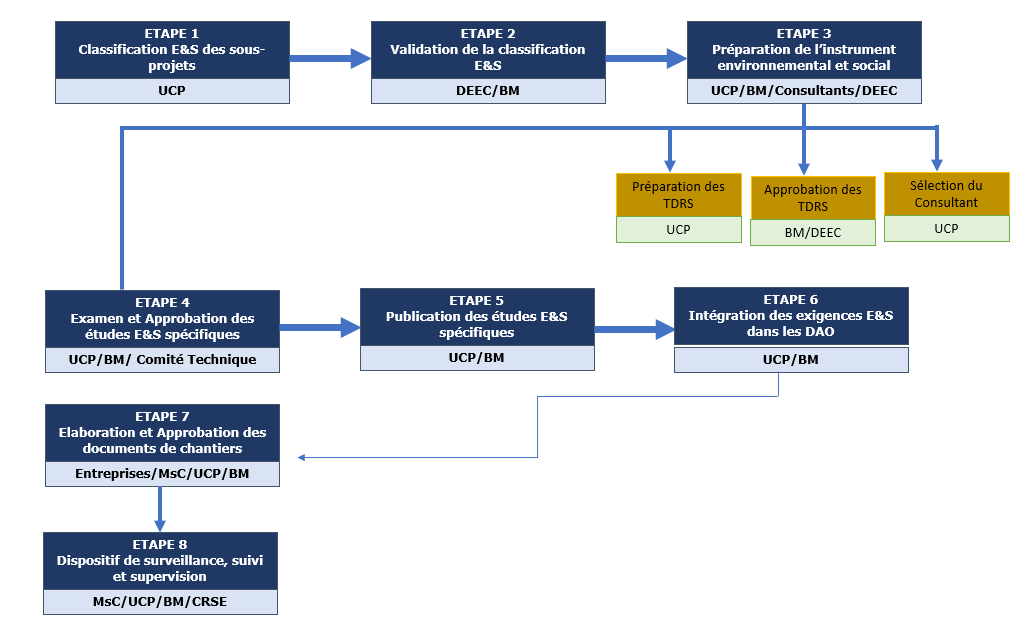 ETAPE 1
Classification E&S des sous-
projets
UCP
ETAPE 2
Validation de la classification
E&S
DEEC/BM
ETAPE 3
Préparation de l’instrument
environnemental et social
UCP/BM/Consultants/DEEC
Préparation des
TDRS
UCP
Approbation des
TDRS
BM/DEEC
Sélection du
Consultant
UCP
ETAPE 4
Examen et Approbation des
études E&S spécifiques
UCP/BM/ Comité Technique
ETAPE 5
Publication des études E&S
spécifiques
UCP/BM
ETAPE 6
Intégration des exigences E&S
dans les DAO
UCP/BM
ETAPE 7
Elaboration et Approbation des
documents de chantiers
Entreprises/MsC/UCP/BM
ETAPE 8
Dispositif de surveillance, suivi
et supervision
MsC/UCP/BM/CRSE